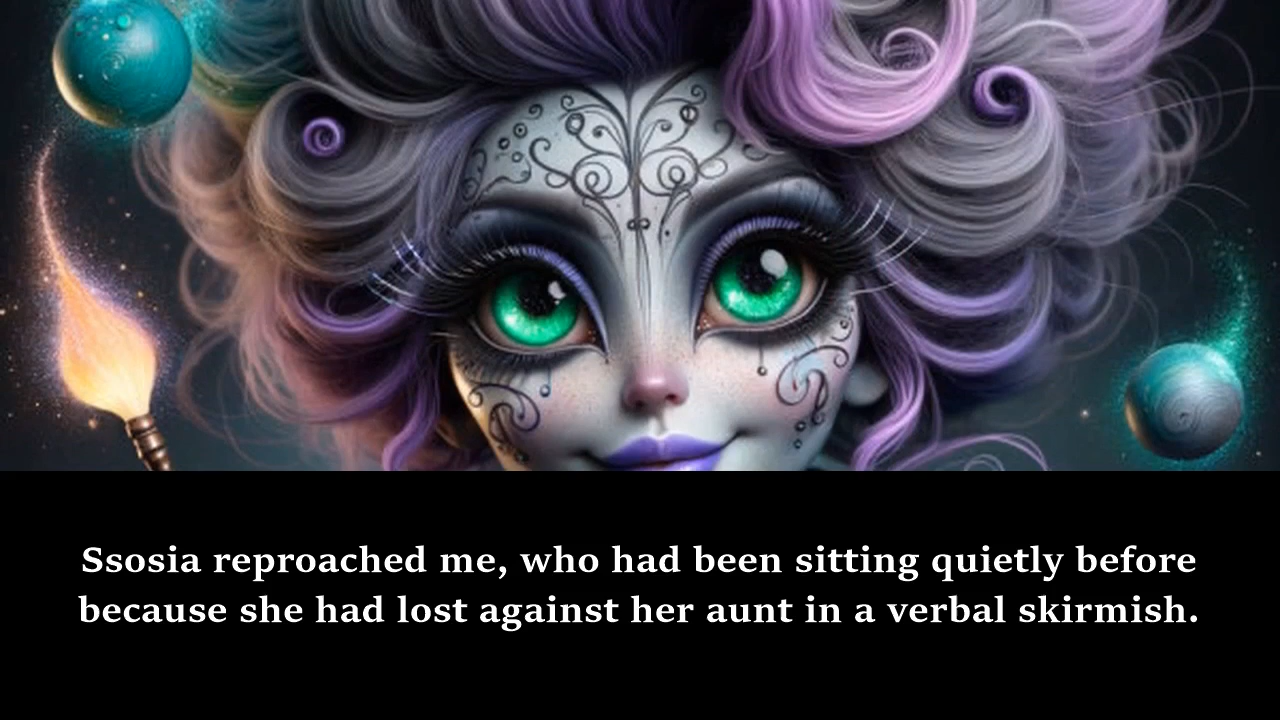 Ssosia reproached me, who had been sitting quietly before
because she had lost against her aunt in a verbal skirmish.